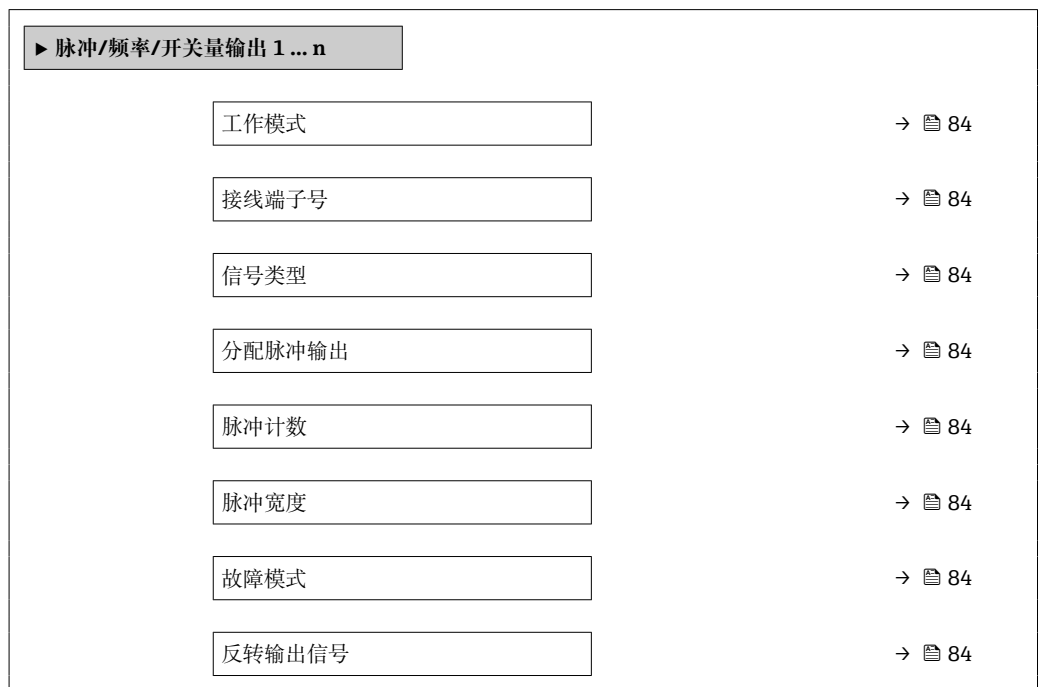 ▶ 脉冲/频率/开关量输出 1 ... n
工作模式 → 🖹 84
接线端子号 → 🖹 84
信号类型 → 🖹 84
分配脉冲输出 → 🖹 84
脉冲计数 → 🖹 84
脉冲宽度 → 🖹 84
故障模式 → 🖹 84
反转输出信号 → 🖹 84